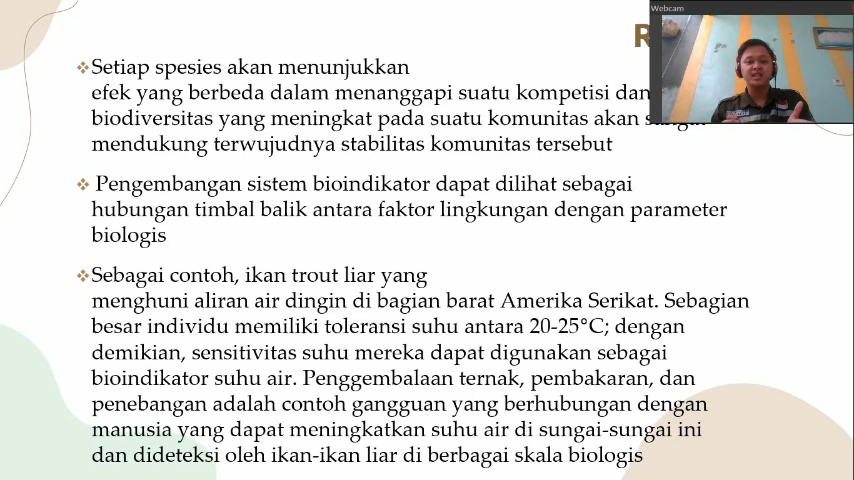 Webcam
R
Setiap spesies akan menunjukkan
efek yang berbeda dalam menanggapi suatu kompetisi dan
biodiversitas yang meningkat pada suatu komunitas akan
mendukung terwujudnya stabilitas komunitas tersebut
Pengembangan sistem bioindikator dapat dilihat sebagai
hubungan timbal balik antara faktor lingkungan dengan parameter
biologis
Sebagai contoh, ikan trout liar yang
menghuni aliran air dingin di bagian barat Amerika Serikat. Sebagian
besar individu memiliki toleransi suhu antara 20-25°C; dengan
demikian, sensitivitas suhu mereka dapat digunakan sebagai
bioindikator suhu air. Penggembalaan ternak, pembakaran, dan
penebangan adalah contoh gangguan yang berhubungan dengan
manusia yang dapat meningkatkan suhu air di sungai-sungai ini
dan dideteksi oleh ikan-ikan liar di berbagai skala biologis